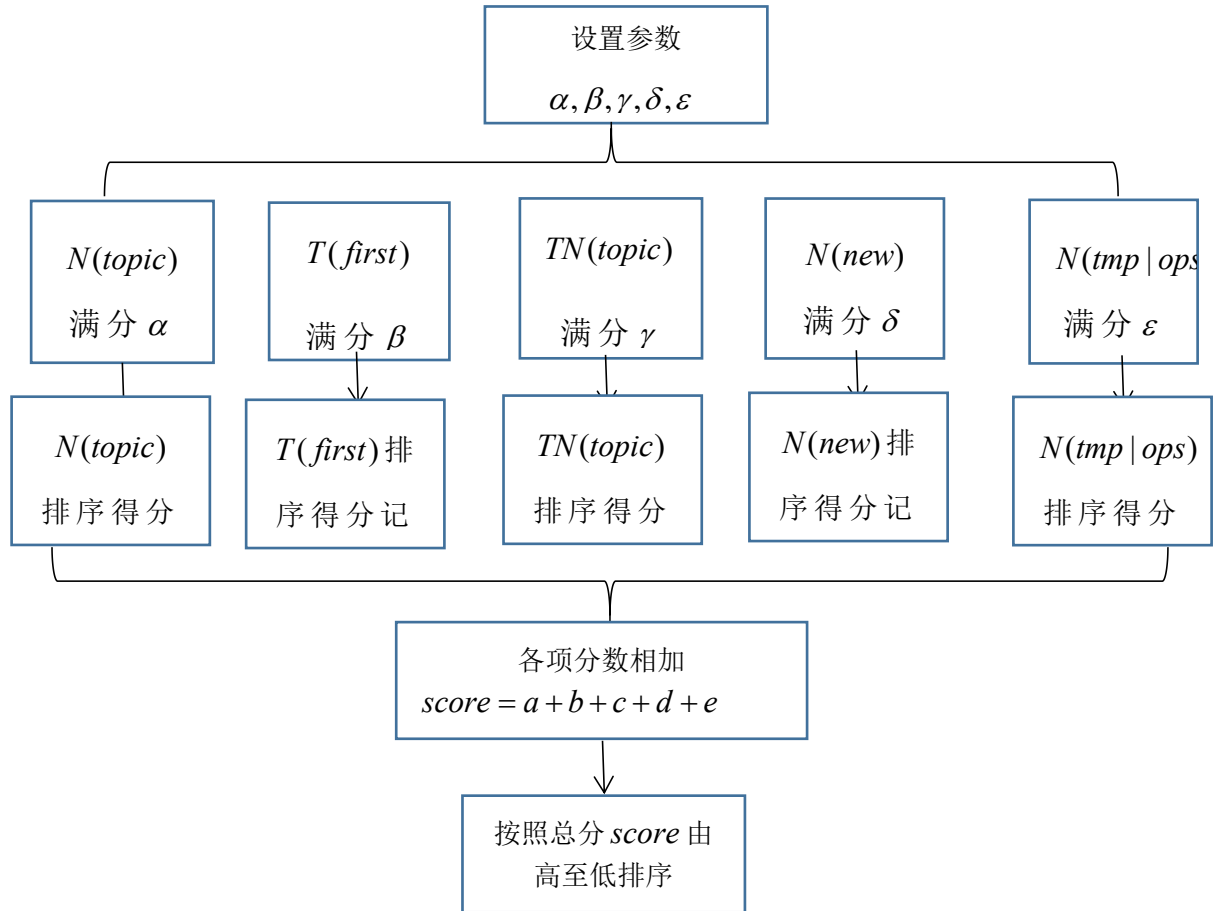 设置参数
α, β, γ, δ, ε
N(topic)
满分 α
T(first)
满分 β
TN(topic)
满分 γ
N(new)
满分 δ
N(tmp | ops
满分 ε
N(topic)
排序得分
T(first) 排
序得分记
TN(topic)
排序得分
N(new) 排
序得分记
N(tmp | ops)
排序得分
各项分数相加
score = a + b + c + d + e
按照总分 score 由
高至低排序